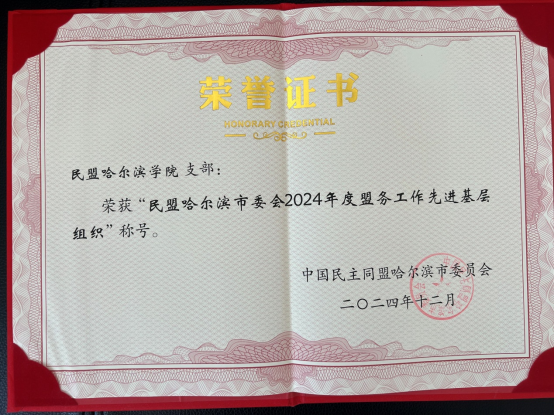 荣誉证书
HONORARY CREDENTIAL
民盟哈尔滨学院 支部：
荣获“民盟哈尔滨市委会2024年度盟务工作先进基层
组织”称号。
中国民主同盟哈尔滨市委员会
二〇二四年十二月